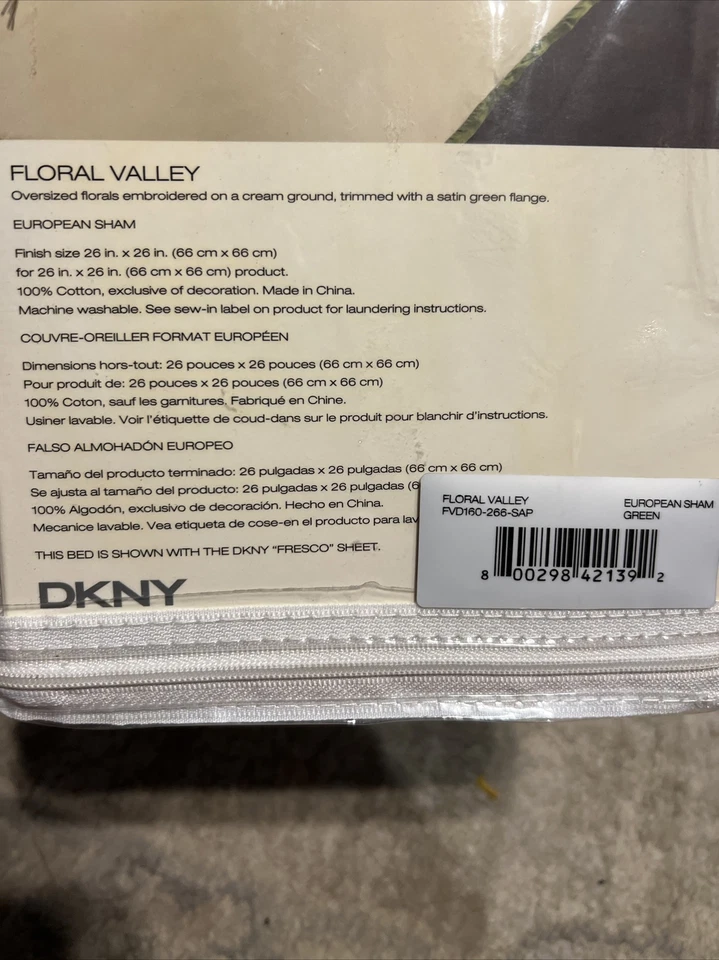 FLORAL VALLEY
Oversized florals embroidered on a cream ground, trimmed with a satin green flange.
EUROPEAN SHAM
Finish size 26 in. x 26 in. (66 cm x 66 cm)
for 26 in. x 26 in. (66 cm x 66 cm) product.
100% Cotton, exclusive of decoration. Made in China.
Machine washable. See sew-in label on product for laundering instructions.
COUVRE-OREILLER FORMAT EUROPÉEN
Dimensions hors-tout: 26 pouces x 26 pouces (66 cm x 66 cm)
Pour produit de: 26 pouces x 26 pouces (66 cm x 66 cm)
100% Coton, sauf les garnitures. Fabriqué en Chine.
Usiner lavable. Voir l'étiquette de coud-dans sur le produit pour blanchir d'instructions.
FALSO ALMOHADÓN EUROPEO
Tamaño del producto terminado: 26 pulgadas x 26 pulgadas (66 cm x 66 cm)
Se ajusta al tamaño del producto: 26 pulgadas x 26 pulgadas (6
100% Algodón, exclusivo de decoración. Hecho en China.
Mecanice lavable. Vea etiqueta de cose-en el producto para lav
THIS BED IS SHOWN WITH THE DKNY "FRESCO" SHEET.
DKNY
FLORAL VALLEY EUROPEAN SHAM
FVD160-266-SAP GREEN
8 00298 42139 2